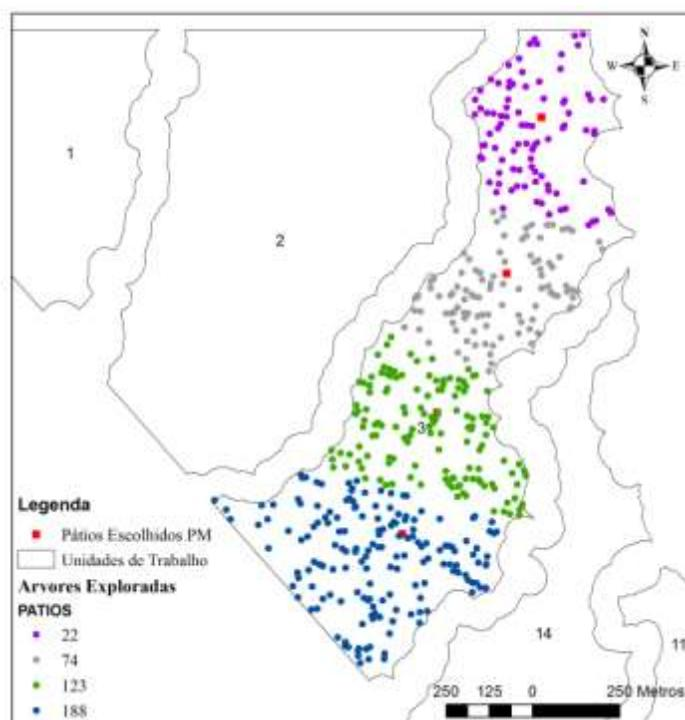 N
W E
S
1
2
3
Legenda
Pátios Escolhidos PM
Unidades de Trabalho
Arvores Exploradas
PATIOS
22
74
123
188
14
11
250 125 0 250 Metros